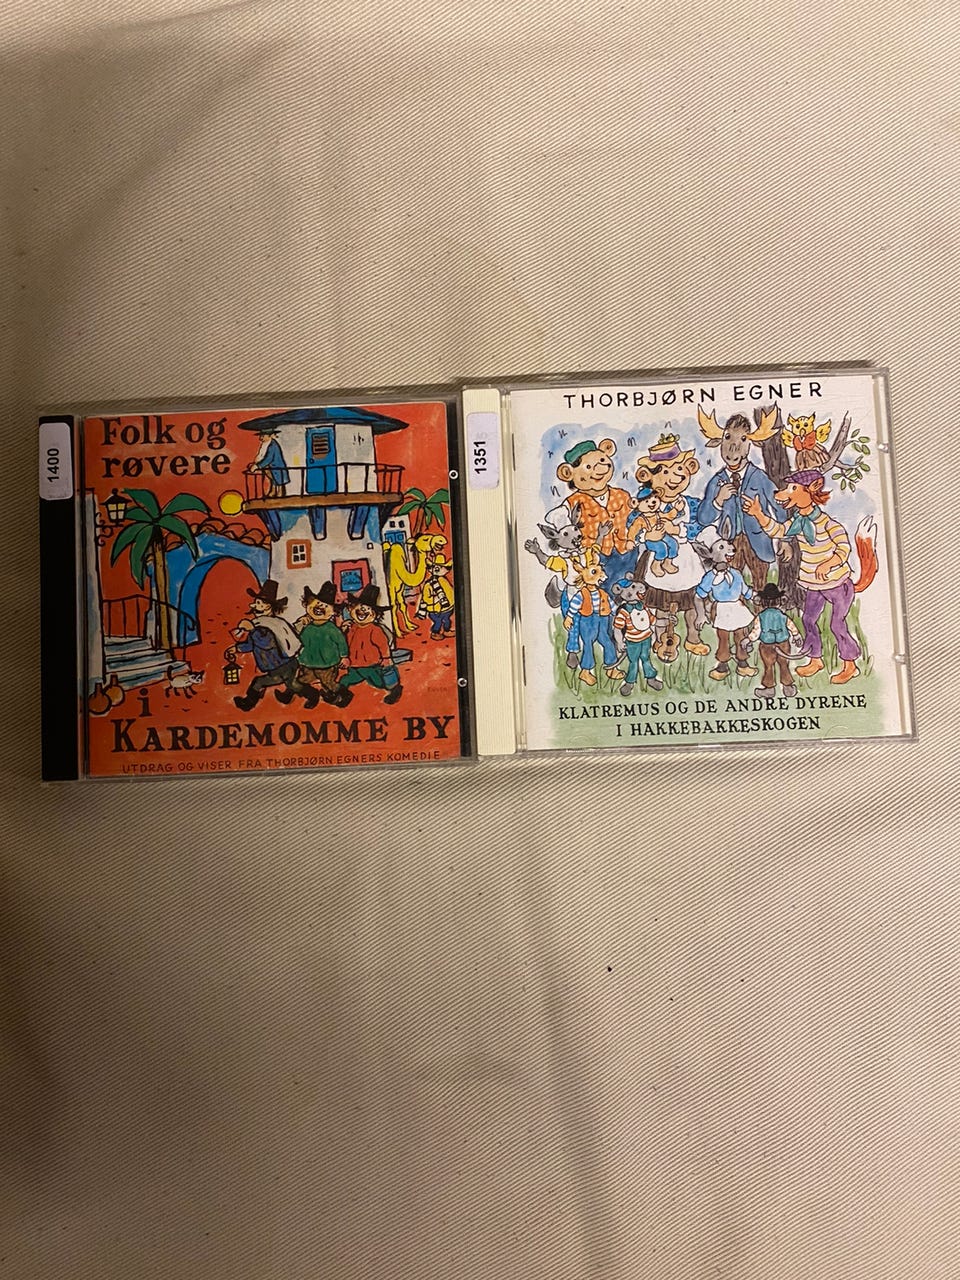 1400
Folk og
røvere
i
KARDEMOMME BY
UTDRAG OG VISER FRA THORBJØRN EGNERS KOMEDIE
1351
THORBJØRN EGNER
KLATREMUS OG DE ANDRE DYRENE
I HAKKEBAKKESKOGEN